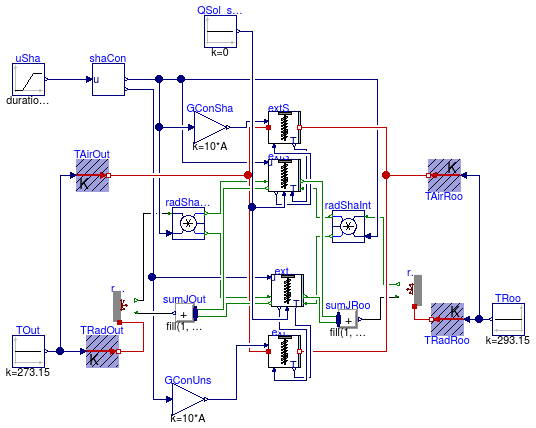 QSol_s...
k=0
uSha
duratio...
shaCon
u
GConSha
k=10*A
extS
TAirOut
K
K
TAirRoo
radSha...
radShaInt
ext
r...
r...
sumJOut
+
fill(1, ...
sumJRoo
+
fill(1, ...
TOut
k=273.15
TRadOut
K
K
TRadRoo
TRoo
k=293.15
GConUns
k=10*A